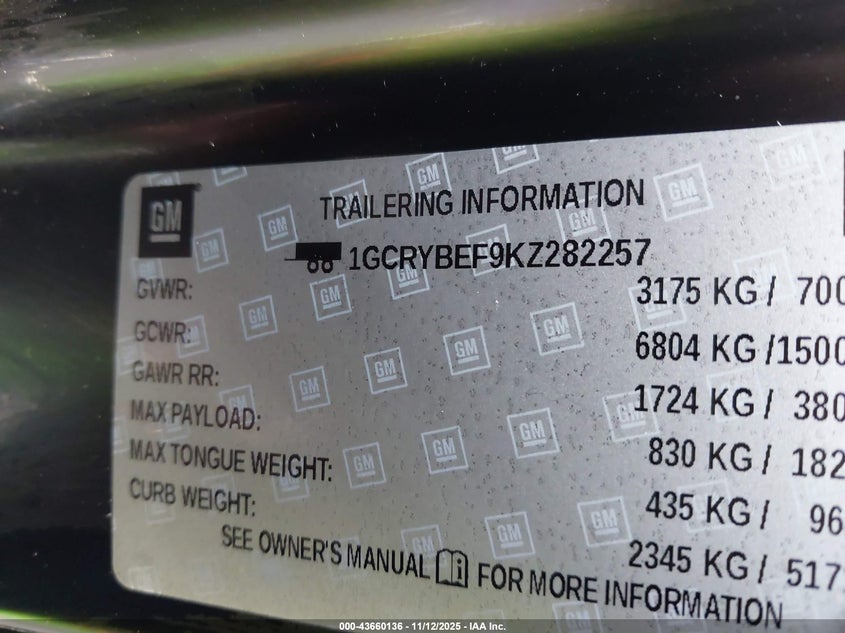 GM
TRAILERING INFORMATION
1GCRYBEF9KZ282257
GVWR: 3175 KG / 700
GCWR: 6804 KG /1500
GAWR RR: 1724 KG / 380
MAX PAYLOAD: 830 KG / 182
MAX TONGUE WEIGHT: 435 KG / 96
CURB WEIGHT: 2345 KG / 517
SEE OWNER'S MANUAL FOR MORE INFORMATION
000-43660136 - 11/12/2025 - IAA Inc.